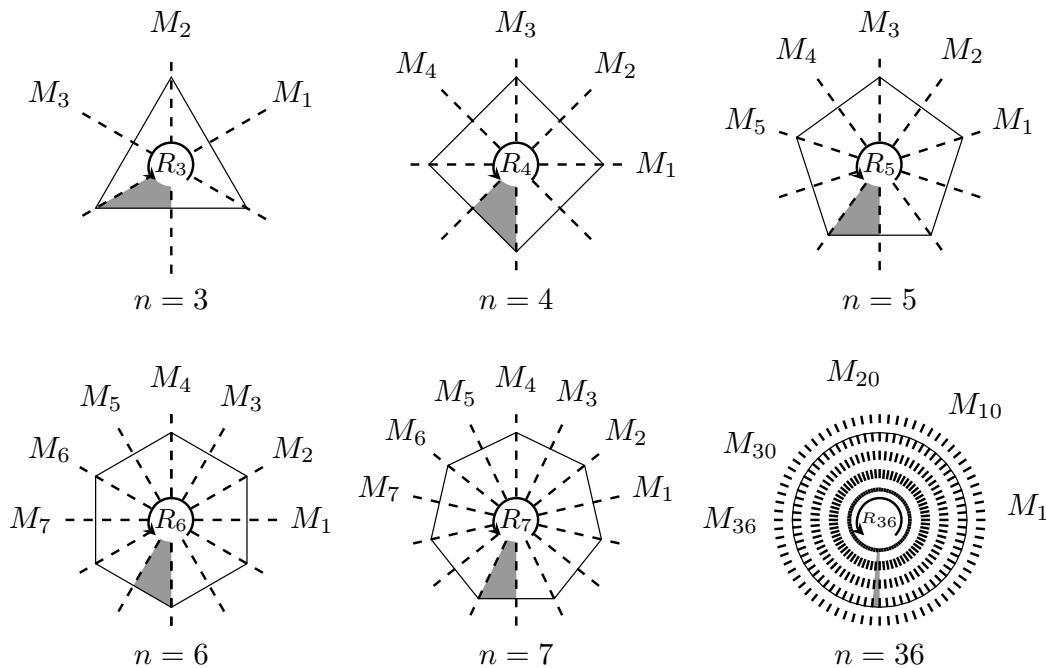 M₂
M₃ M₁
R₃
n = 3
M₃
M₄ M₂
R₄ M₁
n = 4
M₃
M₄ M₂
M₅ M₁
R₅
n = 5
M₄
M₅ M₃
M₆ M₂
M₇ R₆ M₁
n = 6
M₄
M₅ M₃
M₆ M₂
M₇ M₁
R₇
n = 7
M₂₀
M₁₀
M₃₀
M₃₆ R₃₆ M₁
n = 36